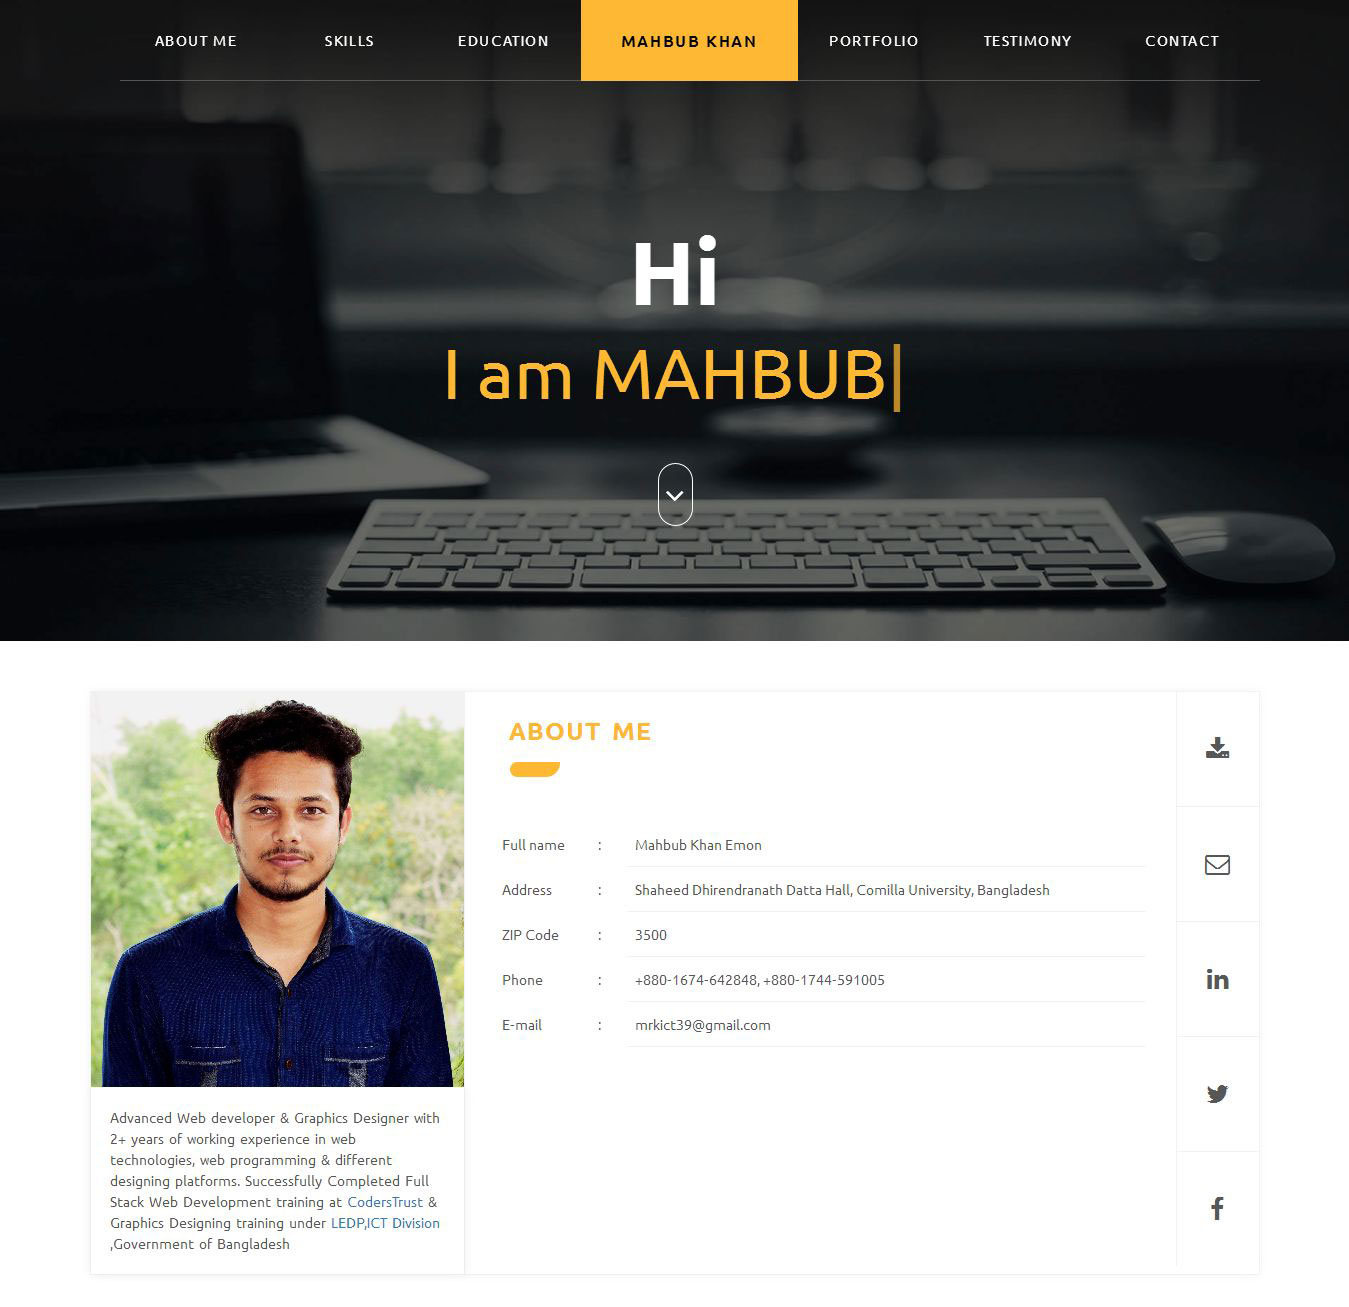 ABOUT ME
SKILLS
EDUCATION
MAHBUB KHAN
PORTFOLIO
TESTIMONY
CONTACT
Hi
I am MAHBUB|
ABOUT ME
Full name : Mahbub Khan Emon
Address : Shaheed Dhirendranath Datta Hall, Comilla University, Bangladesh
ZIP Code : 3500
Phone : +880-1674-642848, +880-1744-591005
E-mail : mrkict39@gmail.com
Advanced Web developer & Graphics Designer with
2+ years of working experience in web
technologies, web programming & different
designing platforms. Successfully Completed Full
Stack Web Development training at CodersTrust &
Graphics Designing training under LEDP,ICT Division
,Government of Bangladesh